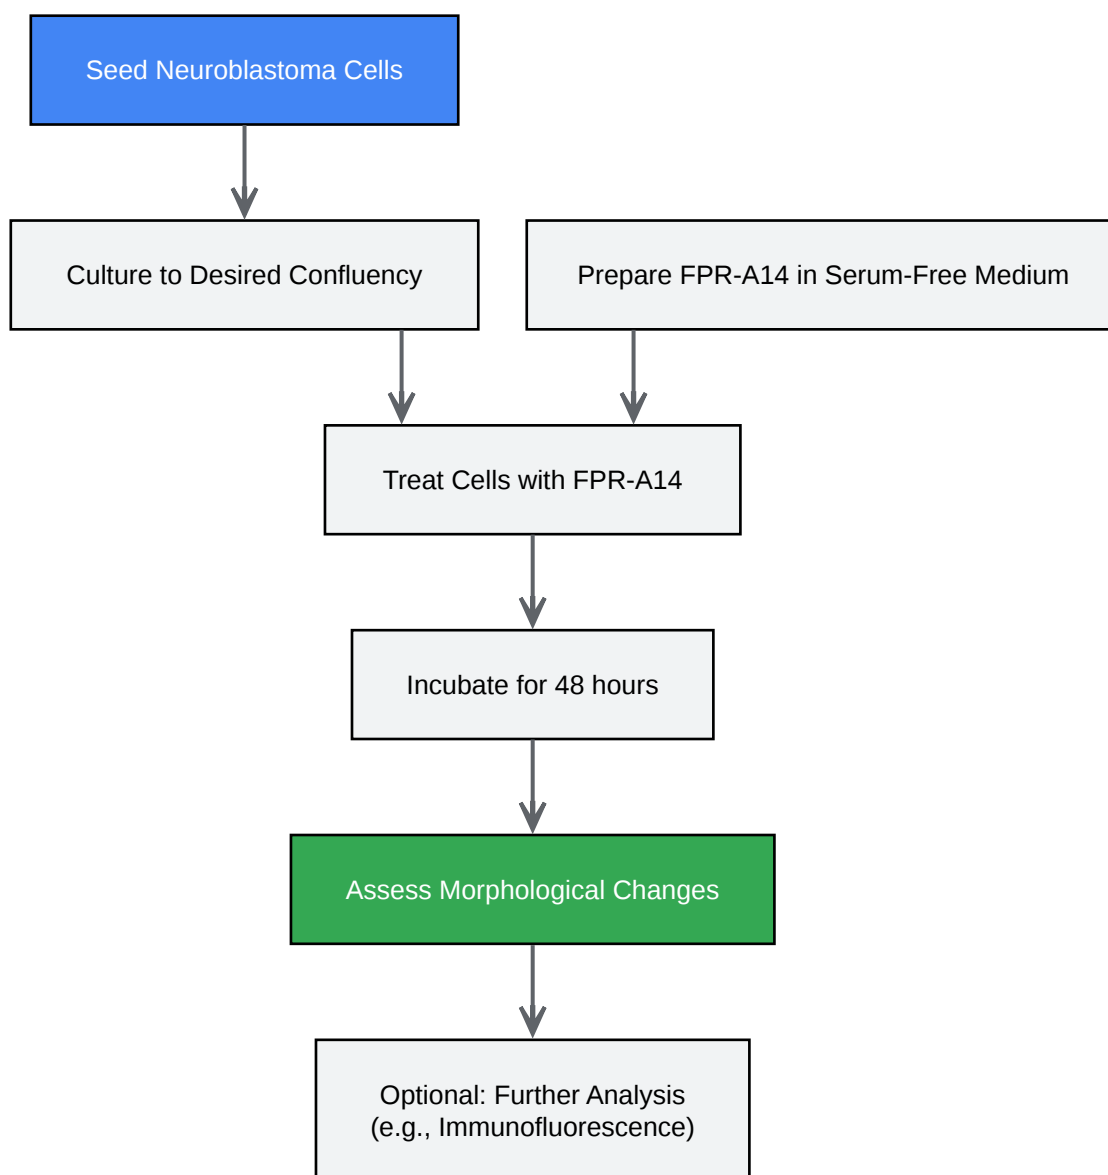 Seed Neuroblastoma Cells
Culture to Desired Confluency
Prepare FPR-A14 in Serum-Free Medium
Treat Cells with FPR-A14
Incubate for 48 hours
Assess Morphological Changes
Optional: Further Analysis
(e.g., Immunofluorescence)